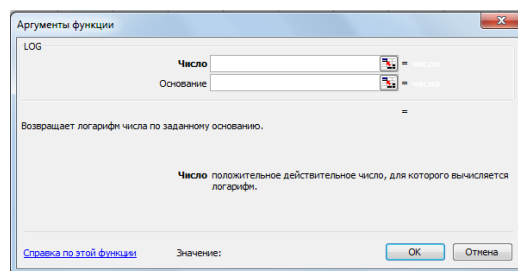 Аргументы функции
LOG
Число = число
Основание = число
=
Возвращает логарифм числа по заданному основанию.
Число положительное действительное число, для которого вычисляется
логарифм.
Справка по этой функции Значение: ОК Отмена